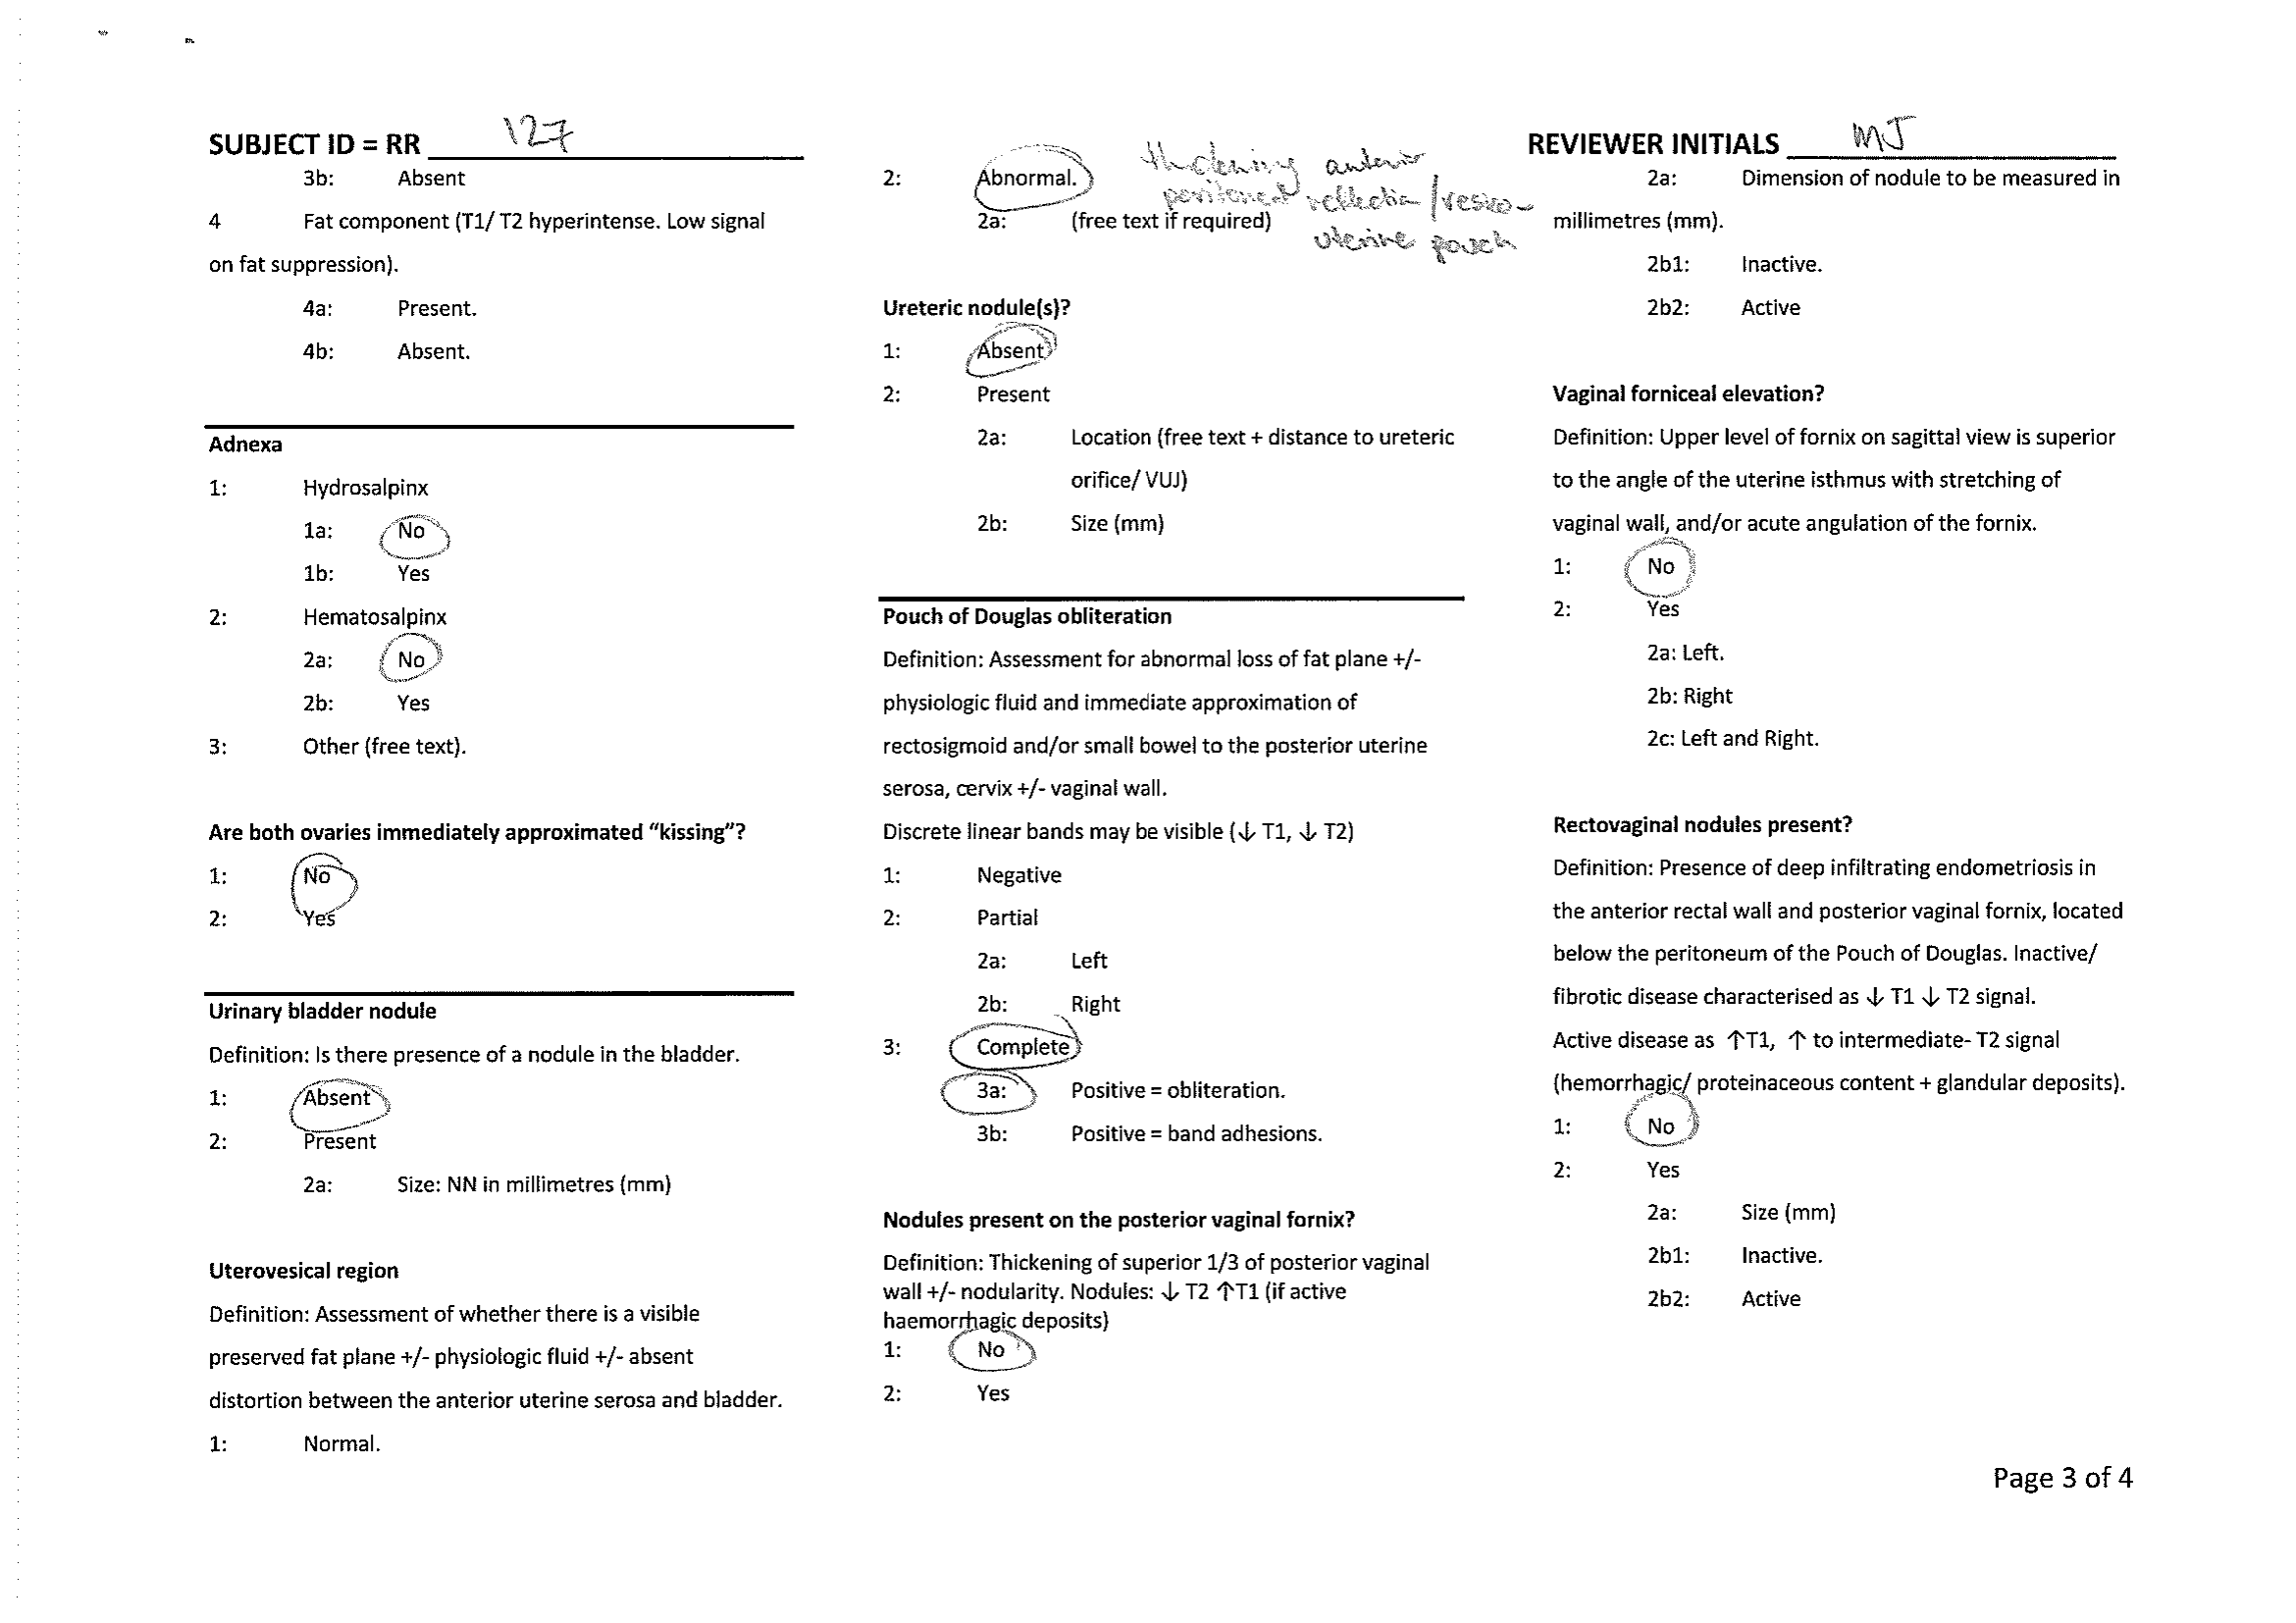 SUBJECT ID = RR 127
3b: Absent
4 Fat component (T1/ T2 hyperintense. Low signal
on fat suppression).
4a: Present.
4b: Absent.
Adnexa
1: Hydrosalpinx
1a: No
1b: Yes
2: Hematosalpinx
2a: No
2b: Yes
3: Other (free text).
Are both ovaries immediately approximated “kissing”?
1: No
2: Yes
Urinary bladder nodule
Definition: Is there presence of a nodule in the bladder.
1: Absent
2: Present
2a: Size: NN in millimetres (mm)
Uterovesical region
Definition: Assessment of whether there is a visible
preserved fat plane +/- physiologic fluid +/- absent
distortion between the anterior uterine serosa and bladder.
1: Normal.
2: Abnormal.
thickening anterior
peritoneal reflection / vesico-
uterine pouch
2a: (free text if required)
Ureteric nodule(s)?
1: Absent
2: Present
2a: Location (free text + distance to ureteric
orifice/ VUJ)
2b: Size (mm)
Pouch of Douglas obliteration
Definition: Assessment for abnormal loss of fat plane +/-
physiologic fluid and immediate approximation of
rectosigmoid and/or small bowel to the posterior uterine
serosa, cervix +/- vaginal wall.
Discrete linear bands may be visible (↓ T1, ↓ T2)
1: Negative
2: Partial
2a: Left
2b: Right
3: Complete
3a: Positive = obliteration.
3b: Positive = band adhesions.
Nodules present on the posterior vaginal fornix?
Definition: Thickening of superior 1/3 of posterior vaginal
wall +/- nodularity. Nodules: ↓ T2 ↑T1 (if active
haemorrhagic deposits)
1: No
2: Yes
REVIEWER INITIALS MJ
2a: Dimension of nodule to be measured in
millimetres (mm).
2b1: Inactive.
2b2: Active
Vaginal forniceal elevation?
Definition: Upper level of fornix on sagittal view is superior
to the angle of the uterine isthmus with stretching of
vaginal wall, and/or acute angulation of the fornix.
1: No
2: Yes
2a: Left.
2b: Right
2c: Left and Right.
Rectovaginal nodules present?
Definition: Presence of deep infiltrating endometriosis in
the anterior rectal wall and posterior vaginal fornix, located
below the peritoneum of the Pouch of Douglas. Inactive/
fibrotic disease characterised as ↓ T1 ↓ T2 signal.
Active disease as ↑T1, ↑ to intermediate- T2 signal
(hemorrhagic/ proteinaceous content + glandular deposits).
1: No
2: Yes
2a: Size (mm)
2b1: Inactive.
2b2: Active
Page 3 of 4